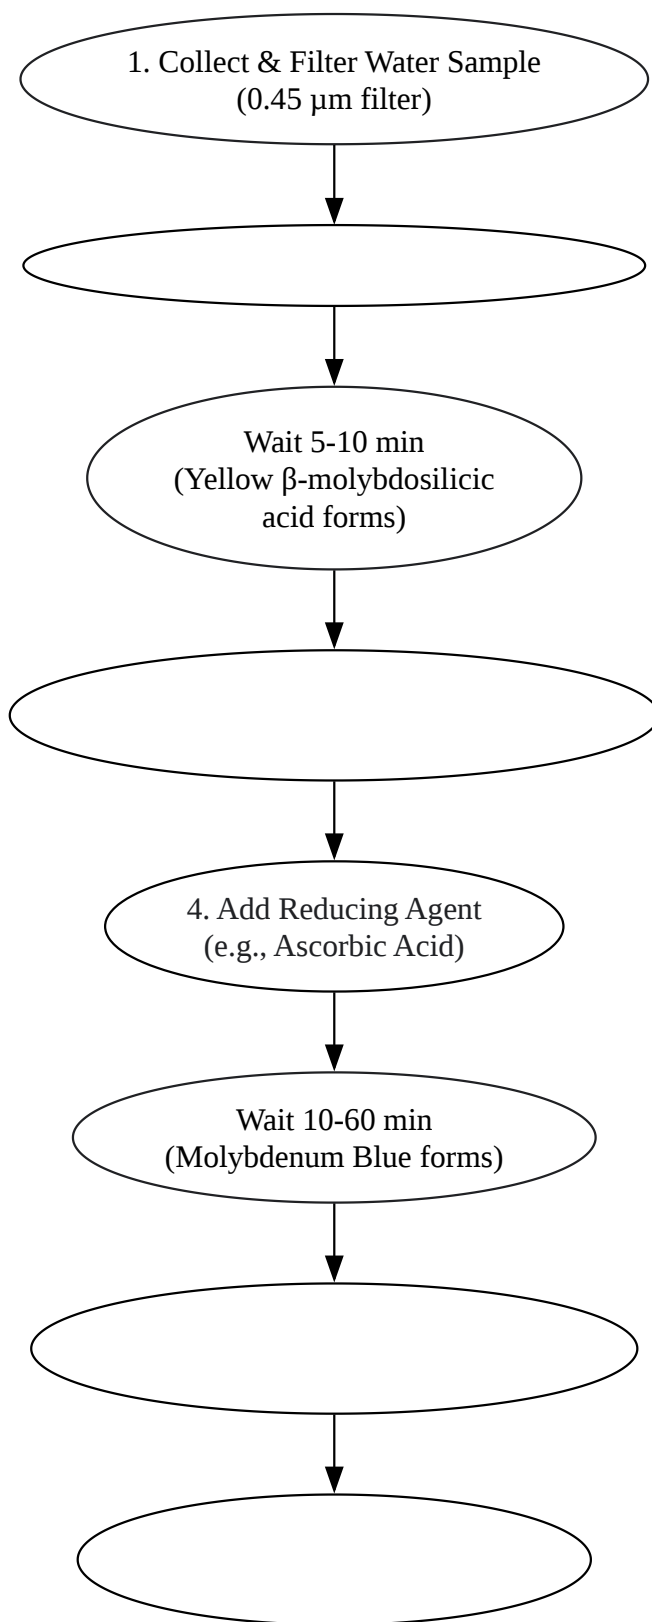 1. Collect & Filter Water Sample
(0.45 µm filter)
Wait 5-10 min
(Yellow β-molybdosilicic
acid forms)
4. Add Reducing Agent
(e.g., Ascorbic Acid)
Wait 10-60 min
(Molybdenum Blue forms)